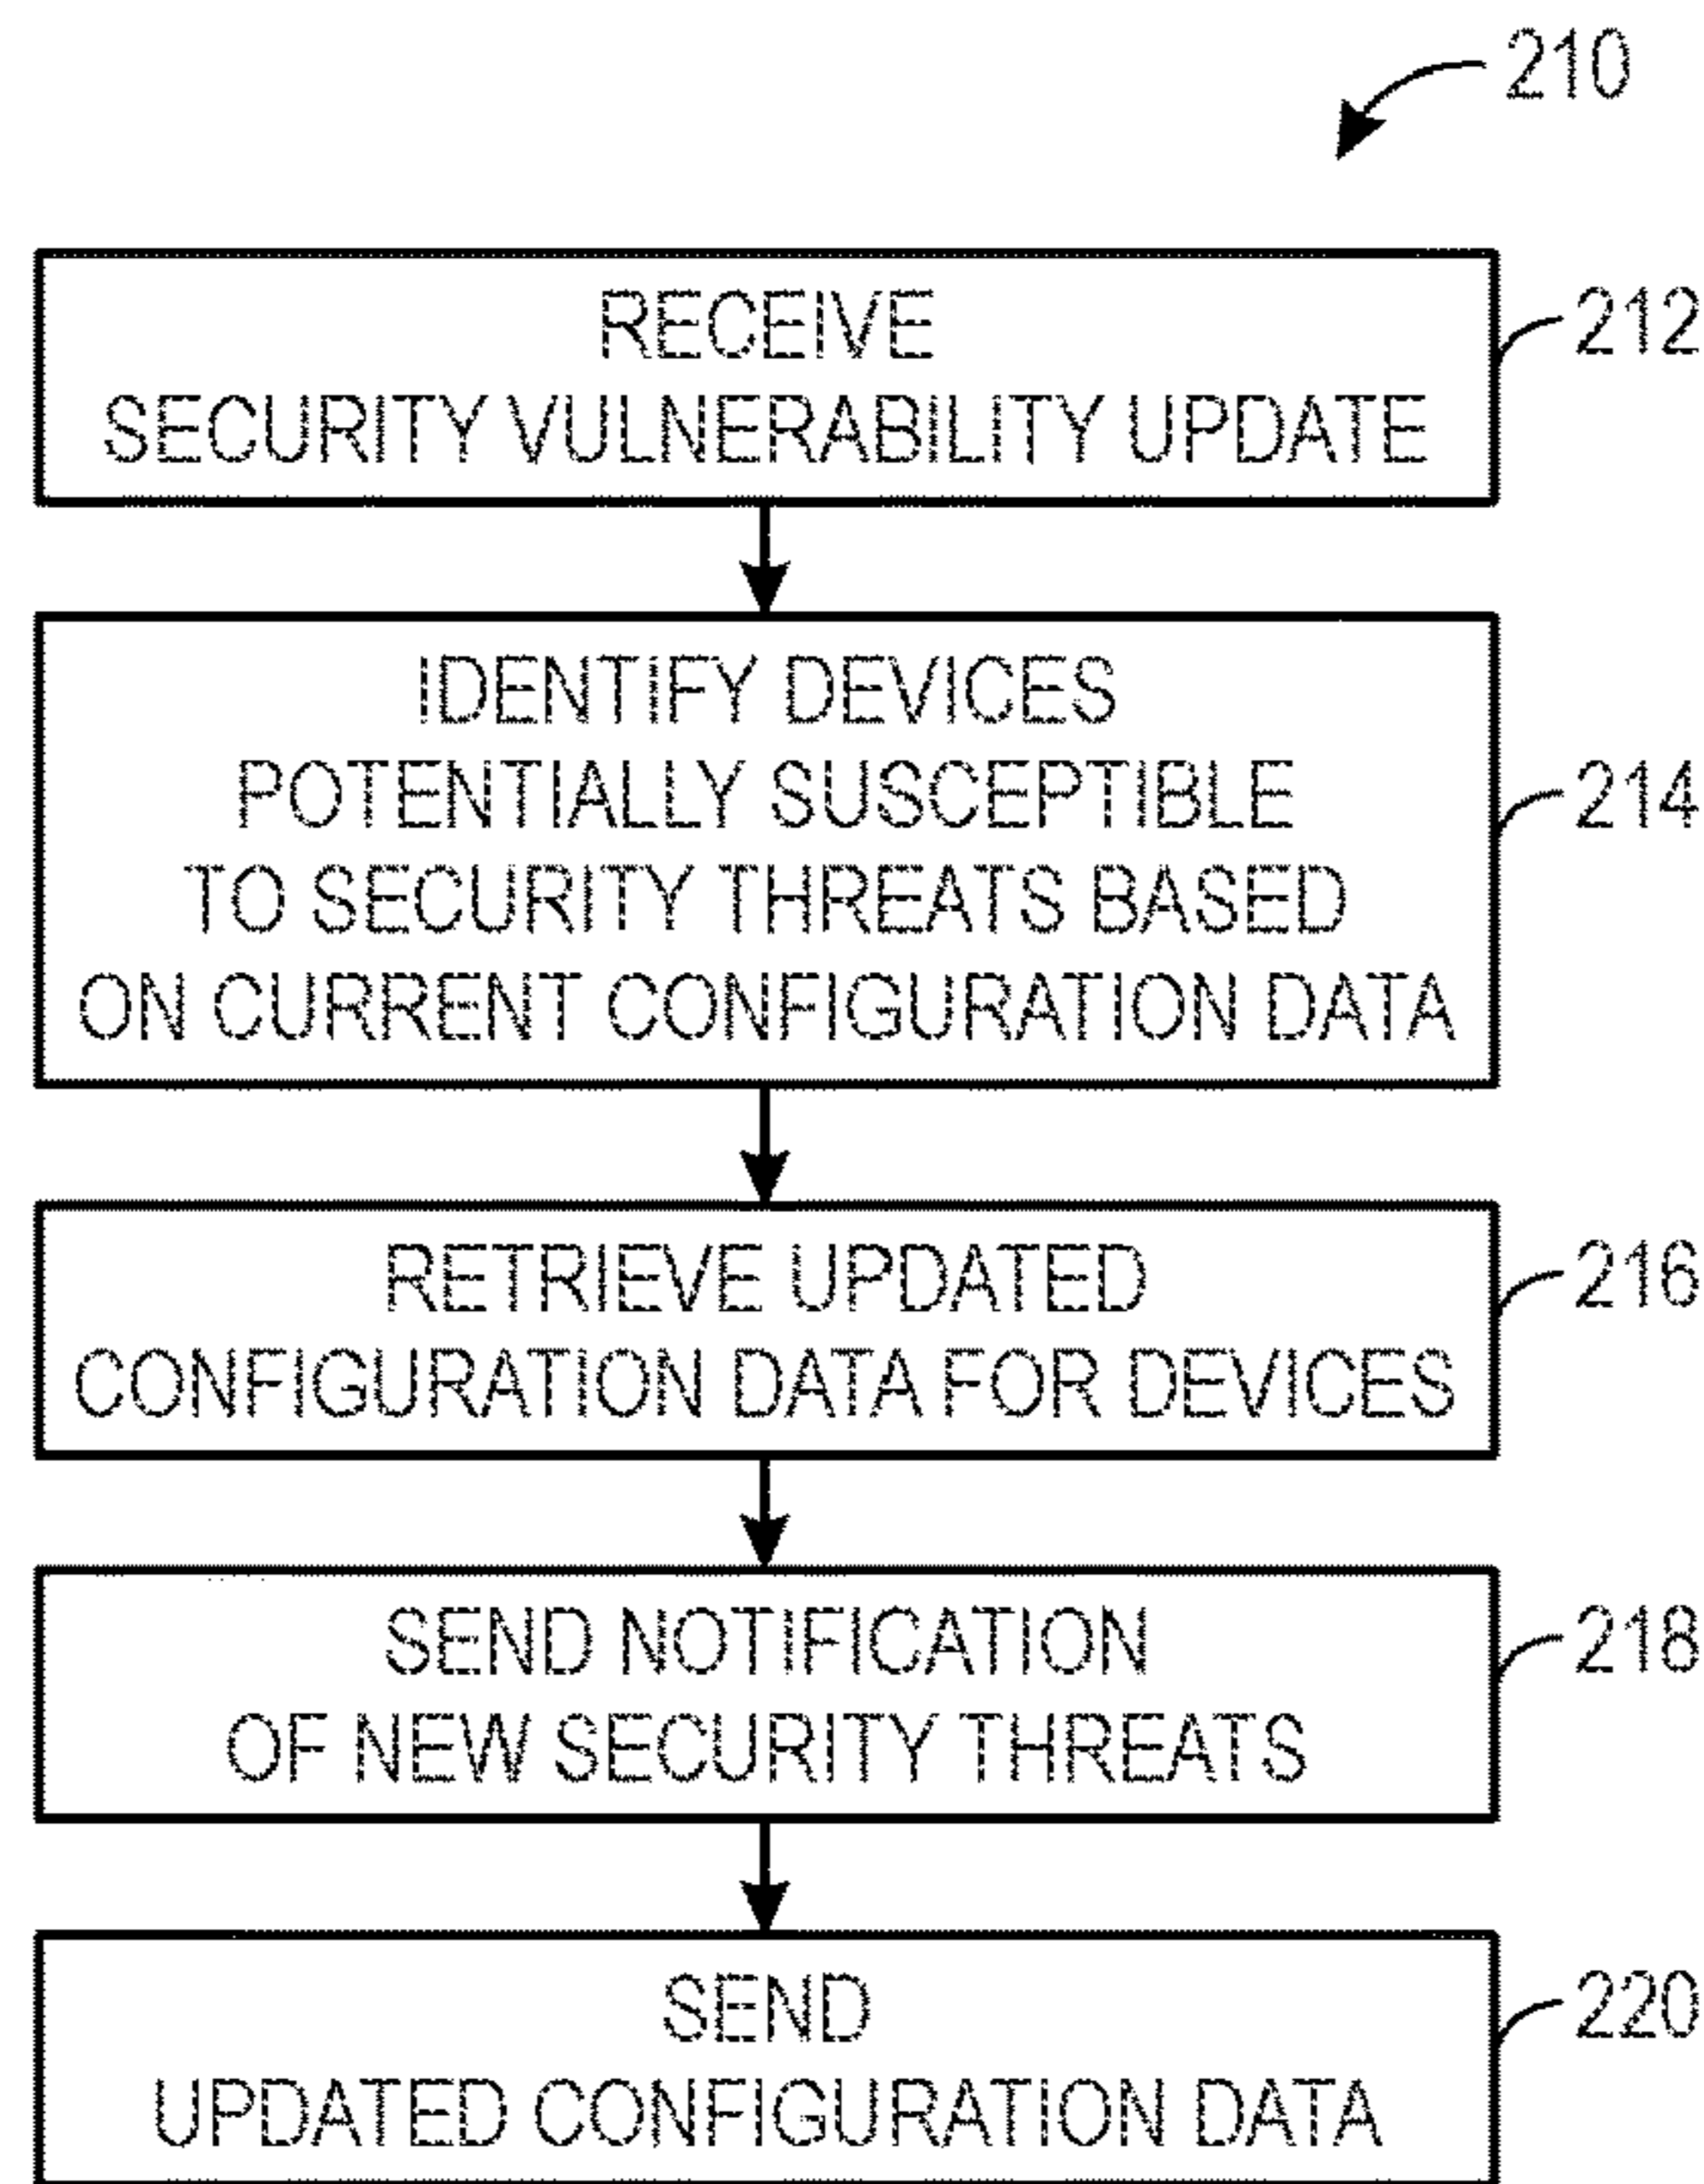 210
RECEIVE
SECURITY VULNERABILITY UPDATE
212
IDENTIFY DEVICES
POTENTIALLY SUSCEPTIBLE
TO SECURITY THREATS BASED
ON CURRENT CONFIGURATION DATA
214
RETRIEVE UPDATED
CONFIGURATION DATA FOR DEVICES
216
SEND NOTIFICATION
OF NEW SECURITY THREATS
218
SEND
UPDATED CONFIGURATION DATA
220